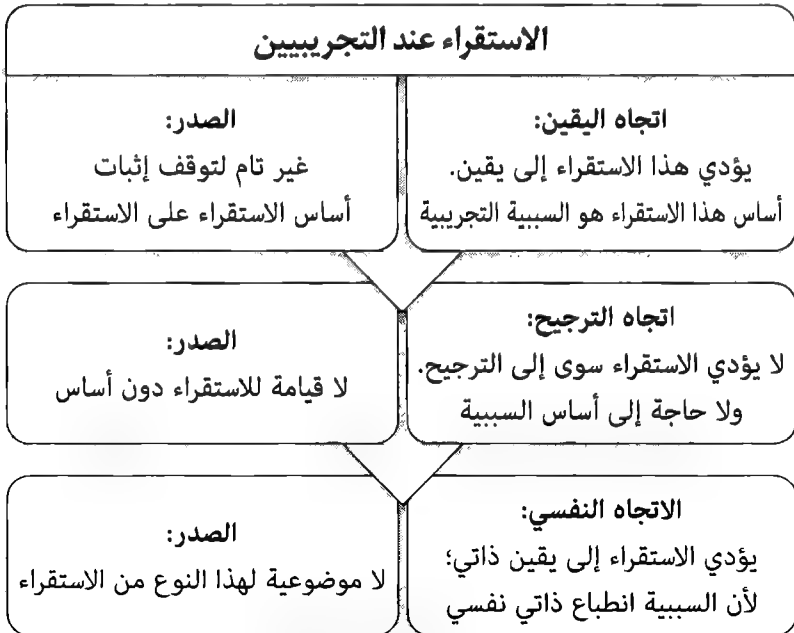 الاستقراء عند التجريبيين
اتجاه اليقين:
يؤدي هذا الاستقراء إلى يقين.
أساس هذا الاستقراء هو السببية التجريبية
الصدر:
غير تام لتوقف إثبات
أساس الاستقراء على الاستقراء
اتجاه الترجيح:
لا يؤدي الاستقراء سوى إلى الترجيح.
ولا حاجة إلى أساس السببية
الصدر:
لا قيامة للاستقراء دون أساس
الاتجاه النفسي:
يؤدي الاستقراء إلى يقين ذاتي؛
لأن السببية انطباع ذاتي نفسي
الصدر:
لا موضوعية لهذا النوع من الاستقراء